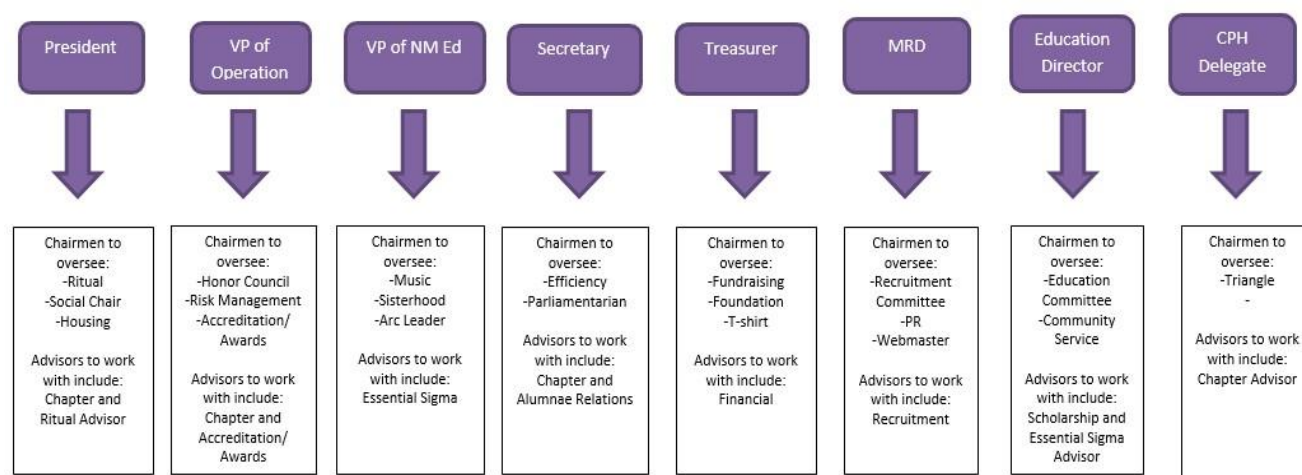 President
VP of
Operation
VP of NM Ed
Secretary
Treasurer
MRD
Education
Director
CPH
Delegate
Chairmen to
oversee:
-Ritual
-Social Chair
-Housing
Advisors to work
with include:
Chapter and
Ritual Advisor
Chairmen to
oversee:
-Honor Council
-Risk Management
-Accreditation/
Awards
Advisors to work
with include:
Chapter and
Accreditation/
Awards
Chairmen to
oversee:
-Music
-Sisterhood
-Arc Leader
Advisors to work
with include:
Essential Sigma
Chairmen to
oversee:
-Efficiency
-Parliamentarian
Advisors to work
with include:
Chapter and
Alumnae Relations
Chairmen to
oversee:
-Fundraising
-Foundation
-T-shirt
Advisors to work
with include:
Financial
Chairmen to
oversee:
-Recruitment
Committee
-PR
-Webmaster
Advisors to work
with include:
Recruitment
Chairmen to
oversee:
-Education
Committee
-Community
Service
Advisors to work
with include:
Scholarship and
Essential Sigma
Advisor
Chairmen to
oversee:
-Triangle
-
Advisors to work
with include:
Chapter Advisor